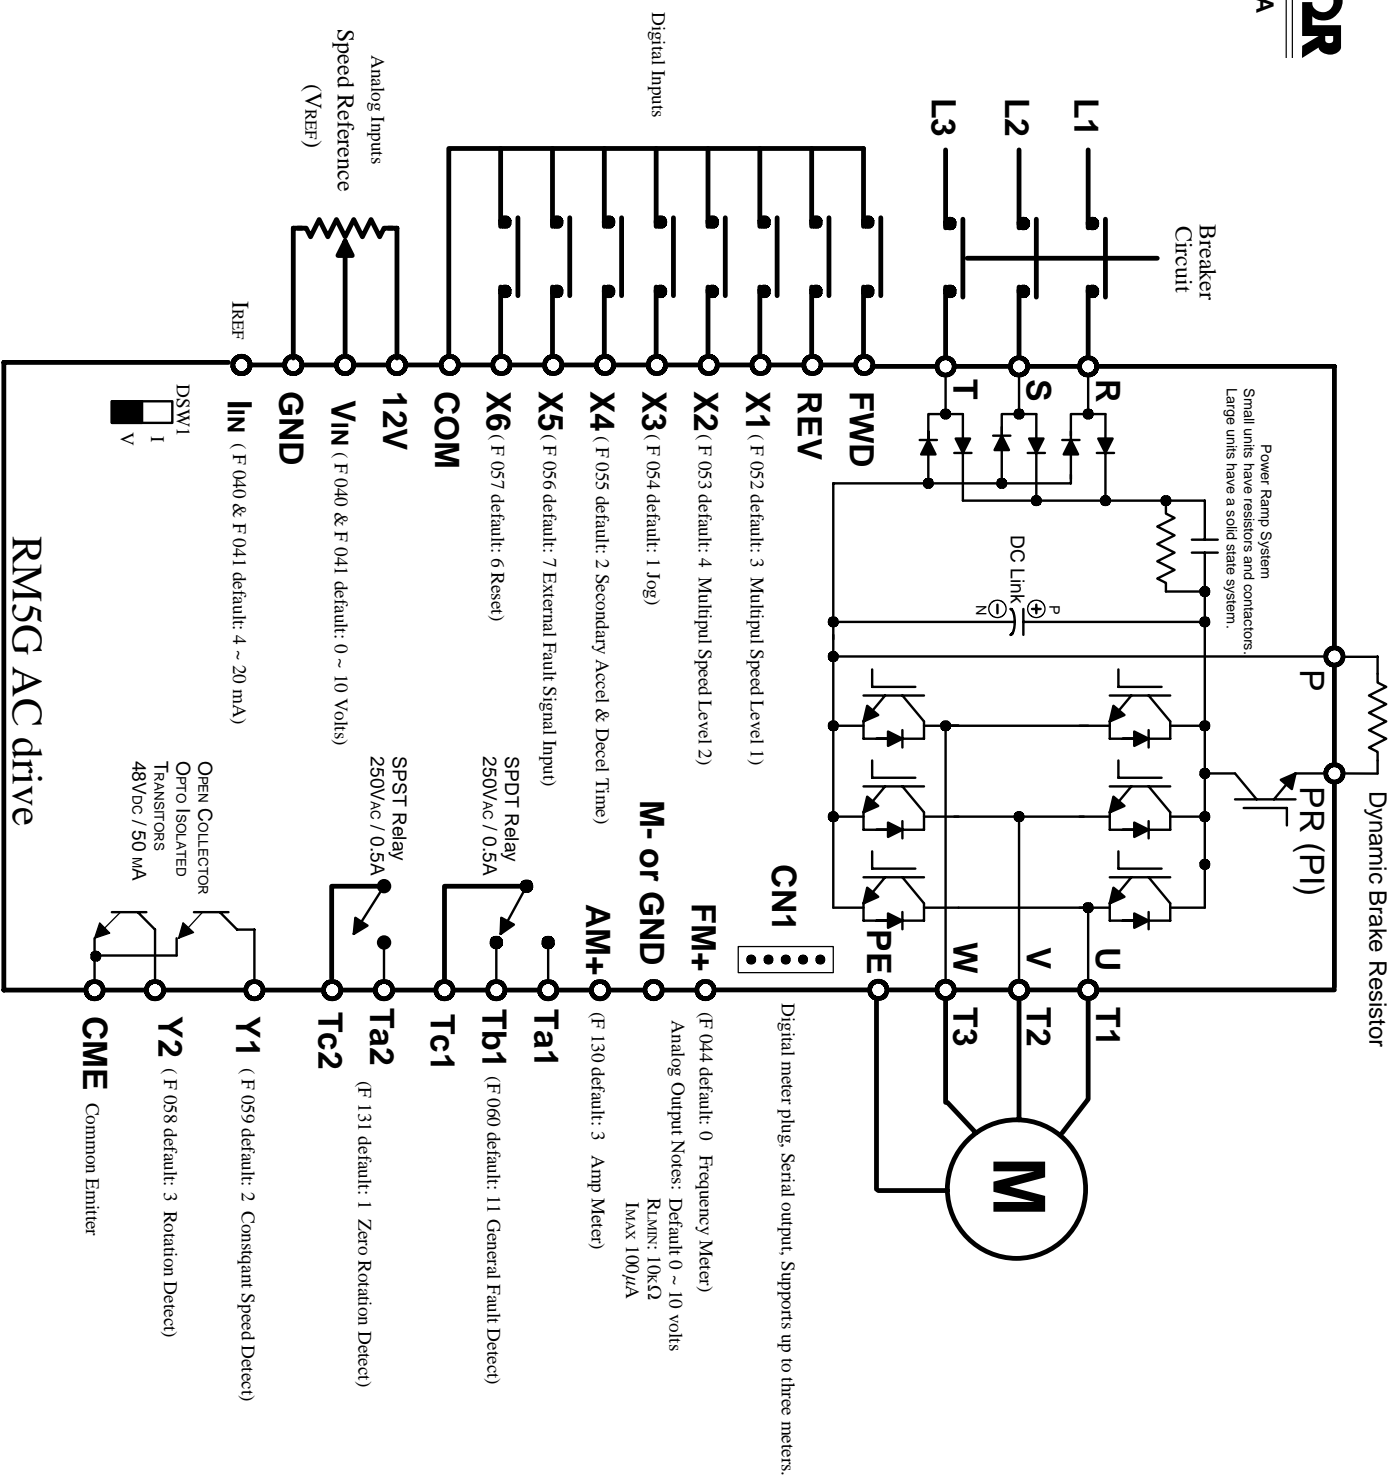 QR
A
Breaker
Circuit
L1
L2
L3
Digital Inputs
Analog Inputs
Speed Reference
(VREF)
IREF
R
S
T
Power Ramp System
Small units have resistors and contactors.
Large units have a solid state system.
DC Link
P
N
P
PR (PI)
Dynamic Brake Resistor
FWD
REV
X1 ( F 052 default: 3 Multipul Speed Level 1)
X2 ( F 053 default: 4 Multipul Speed Level 2)
X3 ( F 054 default: 1 Jog)
X4 ( F 055 default: 2 Secondary Accel & Decel Time)
X5 ( F 056 default: 7 External Fault Signal Input)
X6 ( F 057 default: 6 Reset)
COM
12V
VIN ( F 040 & F 041 default: 0 ~ 10 Volts)
GND
IN ( F 040 & F 041 default: 4 ~ 20 mA)
DSW1
I
V
U
V
W
PE
T1
T2
T3
M
CN1
Digital meter plug, Serial output, Supports up to three meters.
FM+
(F 044 default: 0 Frequency Meter)
Analog Output Notes: Default 0 ~ 10 volts
RLMIN: 10KΩ
IMAX 100μA
M- or GND
AM+
(F 130 default: 3 Amp Meter)
SPDT Relay
250VAC / 0.5A
Ta1
Tb1 (F 060 default: 11 General Fault Detect)
Tc1
SPST Relay
250VAC / 0.5A
Ta2 (F 131 default: 1 Zero Rotation Detect)
Tc2
OPEN COLLECTOR
OPTO ISOLATED
TRANSITORS
48VDC / 50 MA
Y1 ( F 059 default: 2 Constqant Speed Detect)
Y2 ( F 058 default: 3 Rotation Detect)
CME Common Emitter
RM5G AC drive